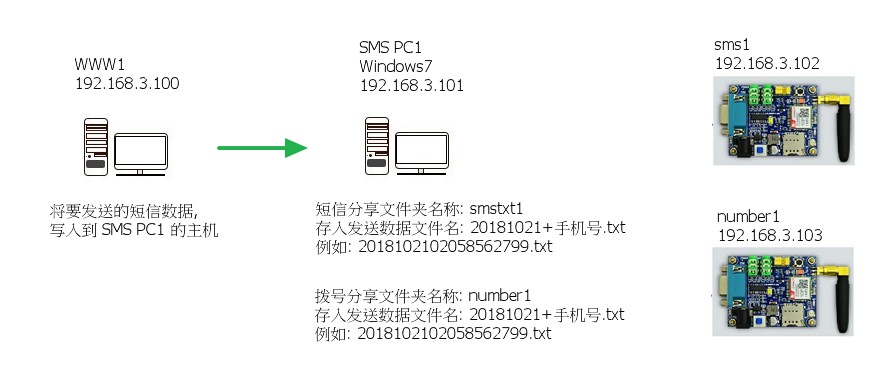 WWW1
192.168.3.100
将要发送的短信数据,
写入到 SMS PC1 的主机
SMS PC1
Windows7
192.168.3.101
短信分享文件夹名称: smstxt1
存入发送数据文件名: 20181021+手机号.txt
例如: 2018102102058562799.txt
拨号分享文件夹名称: number1
存入发送数据文件名: 20181021+手机号.txt
例如: 2018102102058562799.txt
sms1
192.168.3.102
number1
192.168.3.103